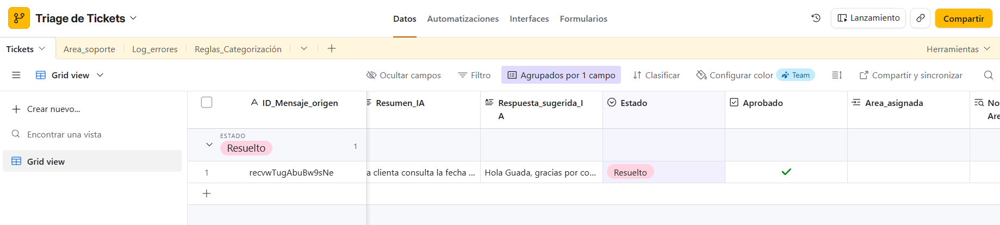 Triage de Tickets
Datos Automatizaciones Interfaces Formularios
Lanzamiento
Compartir
Tickets Area_soporte Log_errores Reglas_Categorización
Herramientas
Grid view
Ocultar campos Filtro Agrupados por 1 campo Clasificar Configurar color Team Compartir y sincronizar
Crear nuevo...
Encontrar una vista
Grid view
ID_Mensaje_origen Resumen_IA Respuesta_sugerida_I
A Estado Aprobado Area_asignada No
Are
ESTADO
Resuelto 1
1 recvwTugAbuBw9sNe a clienta consulta la fecha ... Hola Guada, gracias por co... Resuelto